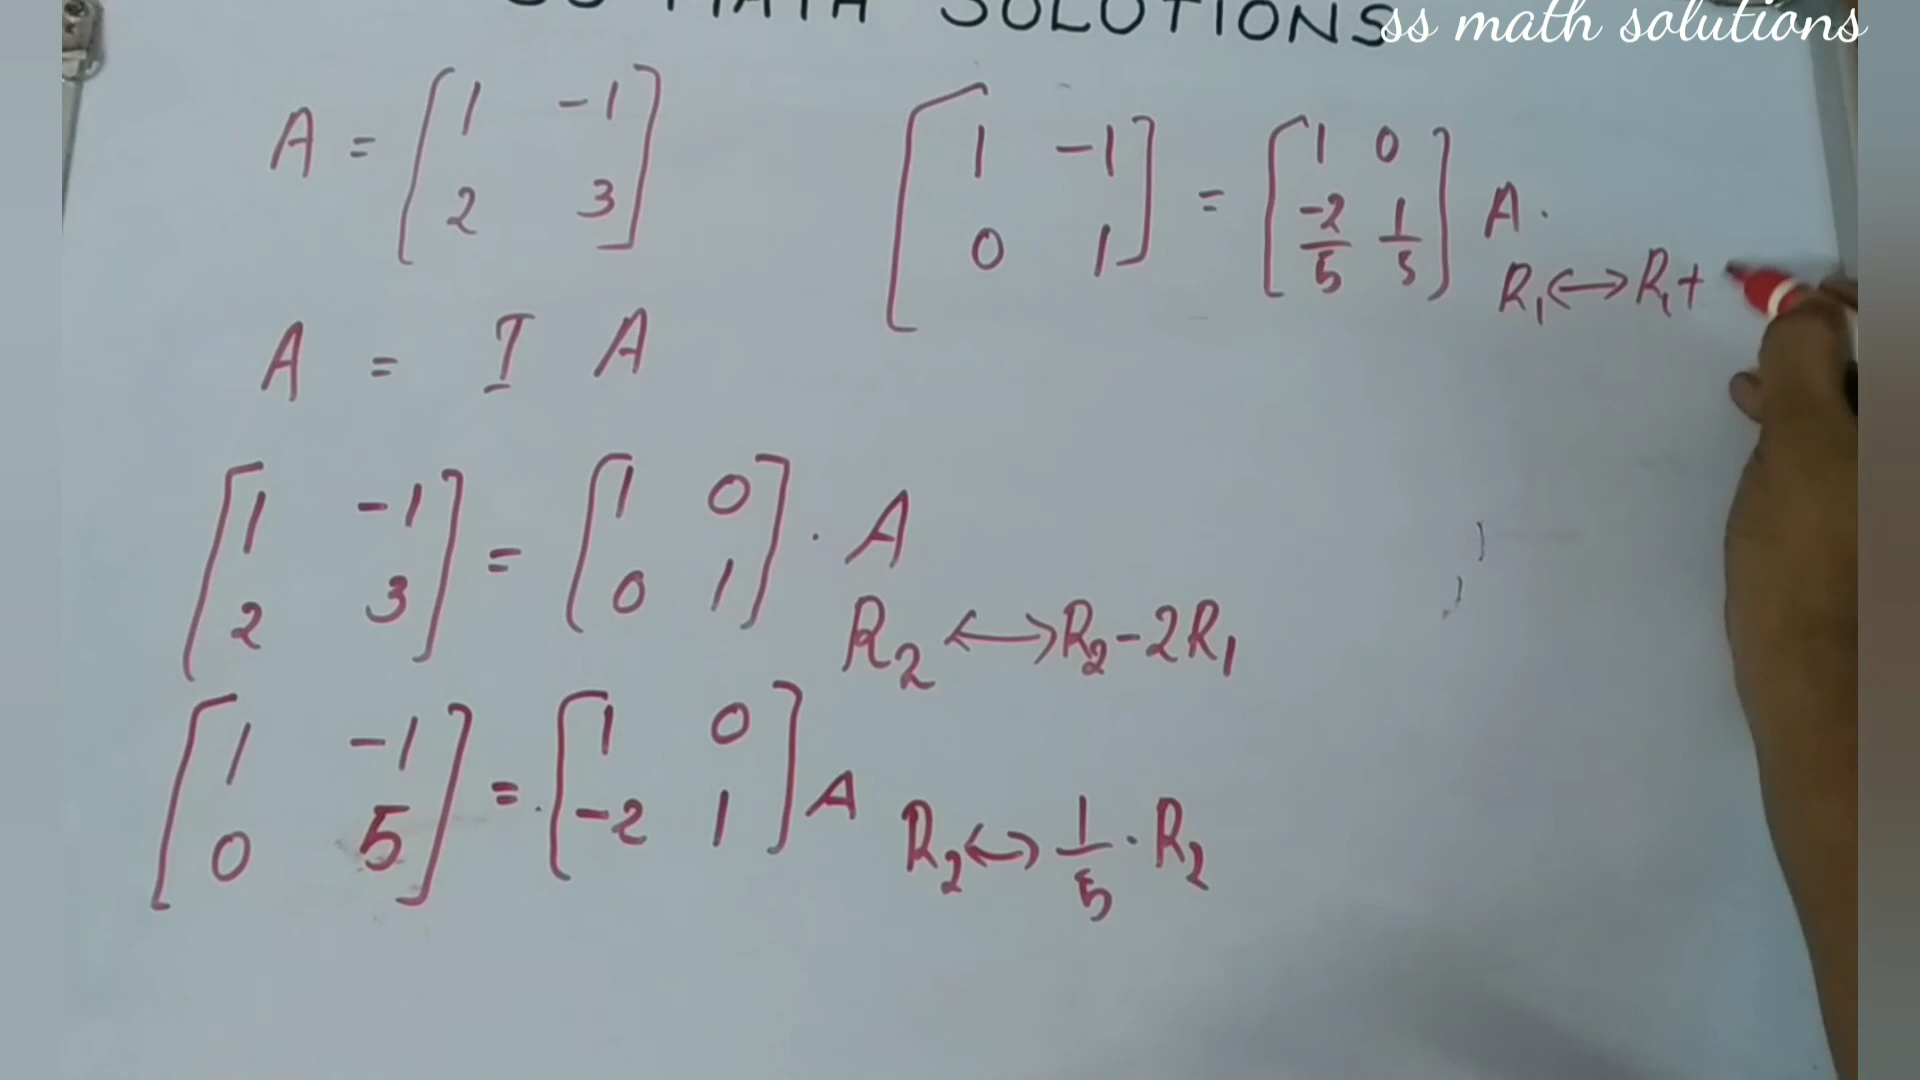 MATH SOLUTIONS
ss math solutions
A = [ 1 -1
2 3 ]
A = I A
[ 1 -1
2 3 ] = [ 1 0
0 1 ] · A
R2 ↔ R2 - 2R1
[ 1 -1
0 5 ] = [ 1 0
-2 1 ] A
R2 ↔ 1/5 · R2
[ 1 -1
0 1 ] = [ 1 0
-2/5 1/5 ] A.
R1 ↔ R1 +